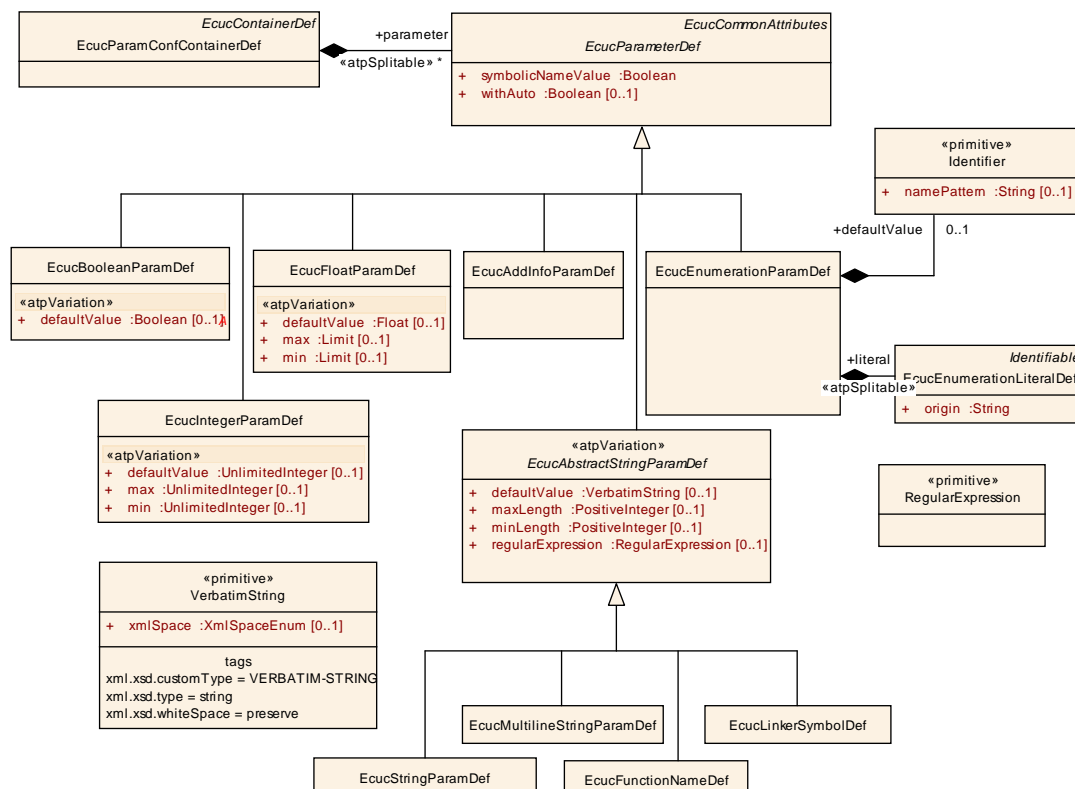 EcucContainerDef
EcucParamConfContainerDef
+parameter
«atpSplitable» *
EcucCommonAttributes
EcucParameterDef
+ symbolicNameValue :Boolean
+ withAuto :Boolean [0..1]
«primitive»
Identifier
+ namePattern :String [0..1]
+defaultValue
0..1
EcucBooleanParamDef
«atpVariation»
+ defaultValue :Boolean [0..1]
EcucFloatParamDef
«atpVariation»
+ defaultValue :Float [0..1]
+ max :Limit [0..1]
+ min :Limit [0..1]
EcucAddInfoParamDef
EcucEnumerationParamDef
+literal
«atpSplitable»
Identifiable
EcucEnumerationLiteralDef
+ origin :String
EcucIntegerParamDef
«atpVariation»
+ defaultValue :UnlimitedInteger [0..1]
+ max :UnlimitedInteger [0..1]
+ min :UnlimitedInteger [0..1]
«atpVariation»
EcucAbstractStringParamDef
+ defaultValue :VerbatimString [0..1]
+ maxLength :PositiveInteger [0..1]
+ minLength :PositiveInteger [0..1]
+ regularExpression :RegularExpression [0..1]
«primitive»
RegularExpression
«primitive»
VerbatimString
+ xmlSpace :XmlSpaceEnum [0..1]
tags
xml.xsd.customType = VERBATIM-STRING
xml.xsd.type = string
xml.xsd.whiteSpace = preserve
EcucMultilineStringParamDef
EcucLinkerSymbolDef
EcucStringParamDef
EcucFunctionNameDef